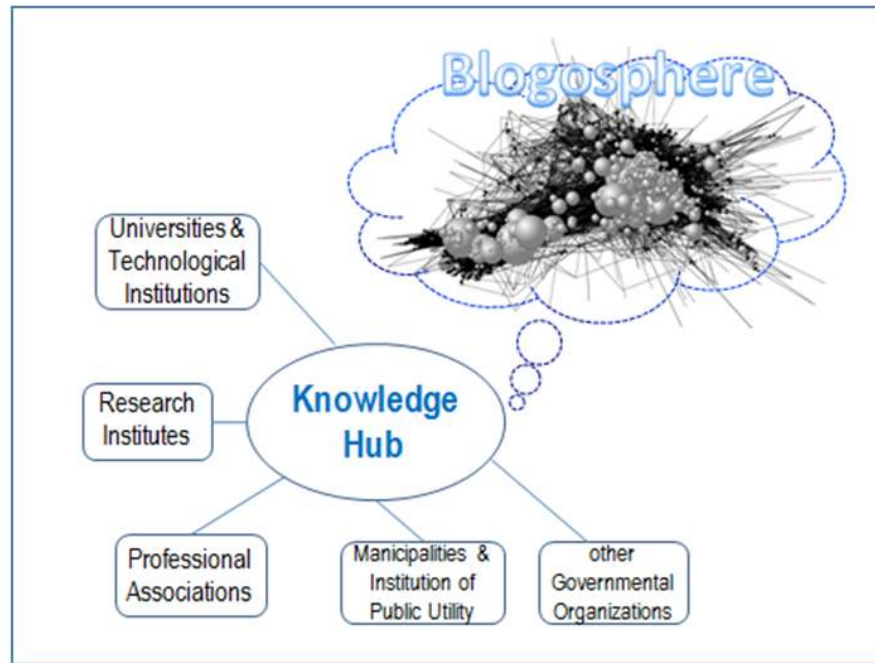 Blogosphere
Universities &
Technological
Institutions
Knowledge
Hub
Research
Institutes
Professional
Associations
Manicipalities &
Institution of
Public Utility
other
Governmental
Organizations